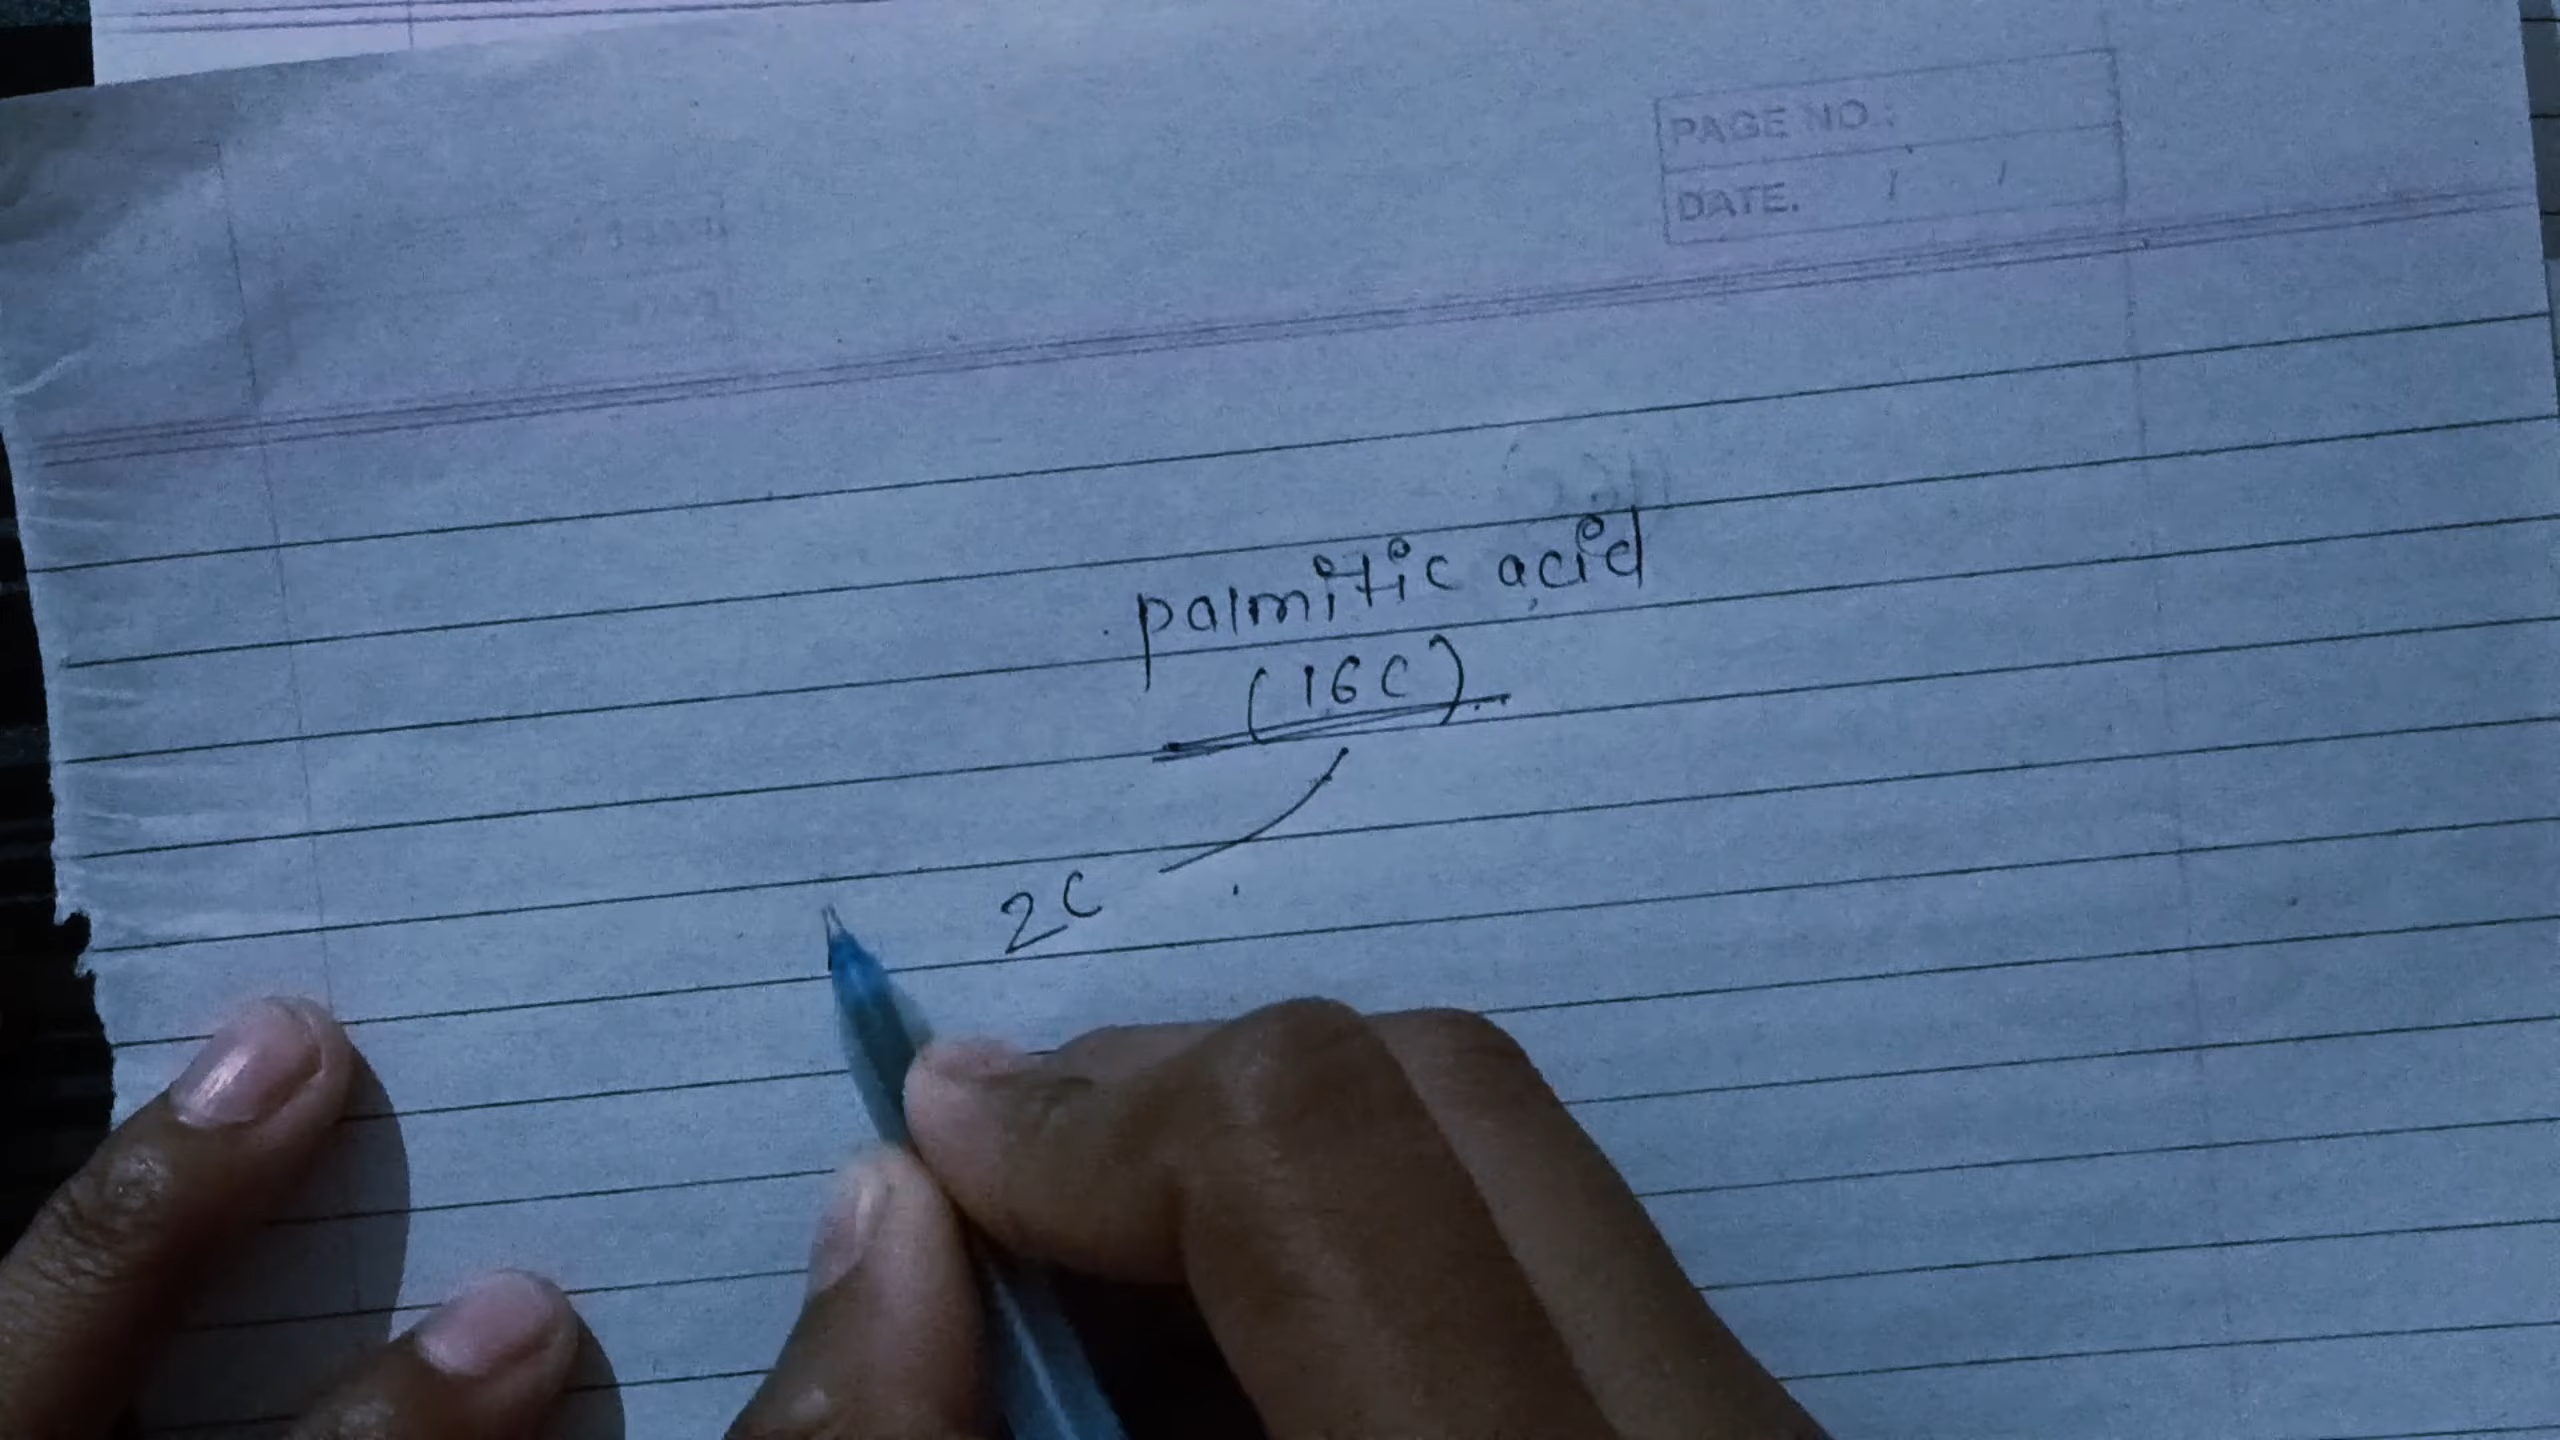 PAGE NO.:
DATE. / /
palmitic acid
(16C)
2C